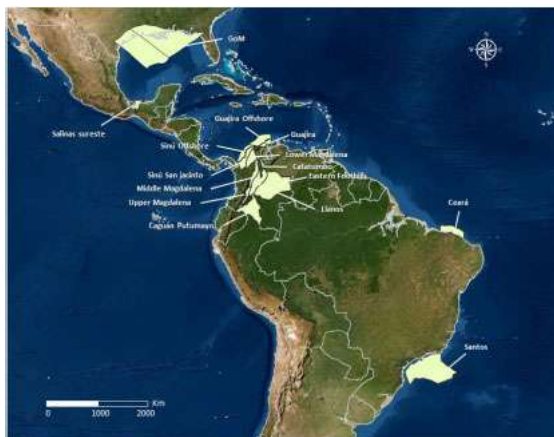 GoM
N
Salinas sureste
Guajira Offshore
Guajira
Sinú Offshore
Lower Magdalena
Catatumbo
Sinú San Jacinto
Eastern Foothills
Middle Magdalena
Upper Magdalena
Llanos
Caguán Putumayo
Ceará
Santos
Km
0 1000 2000